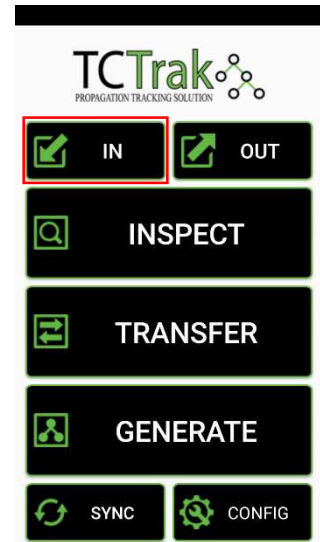 TCTrak
PROPAGATION TRACKING SOLUTION
IN OUT
INSPECT
TRANSFER
GENERATE
SYNC CONFIG